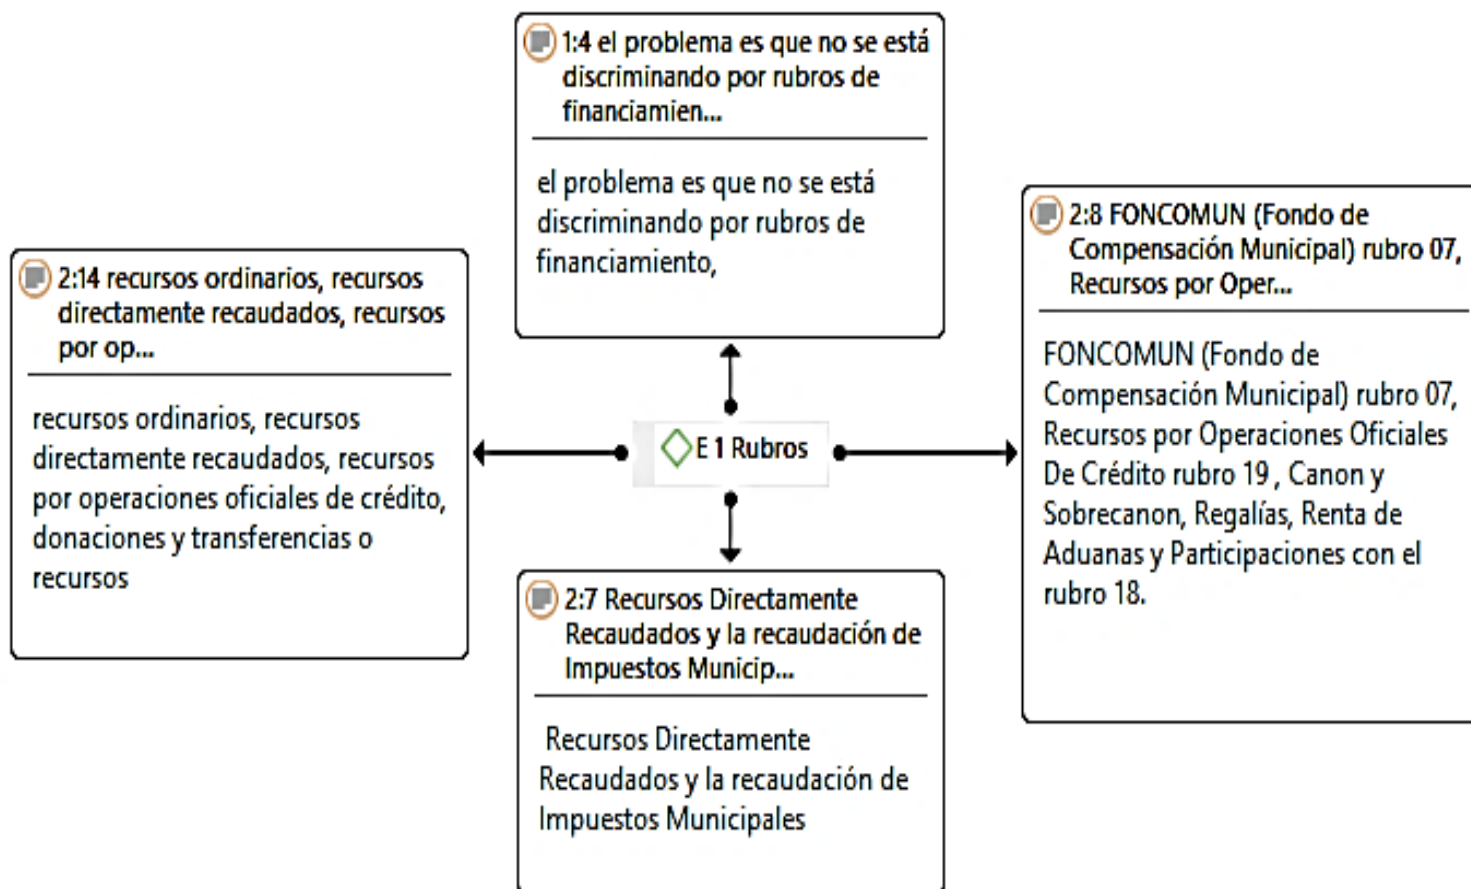 1:4 el problema es que no se está
discriminando por rubros de
financiamien...
el problema es que no se está
discriminando por rubros de
financiamiento,
2:14 recursos ordinarios, recursos
directamente recaudados, recursos
por op...
recursos ordinarios, recursos
directamente recaudados, recursos
por operaciones oficiales de crédito,
donaciones y transferencias o
recursos
E 1 Rubros
2:8 FONCOMUN (Fondo de
Compensación Municipal) rubro 07,
Recursos por Oper...
FONCOMUN (Fondo de
Compensación Municipal) rubro 07,
Recursos por Operaciones Oficiales
De Crédito rubro 19 , Canon y
Sobrecanon, Regalías, Renta de
Aduanas y Participaciones con el
rubro 18.
2:7 Recursos Directamente
Recaudados y la recaudación de
Impuestos Municip...
Recursos Directamente
Recaudados y la recaudación de
Impuestos Municipales